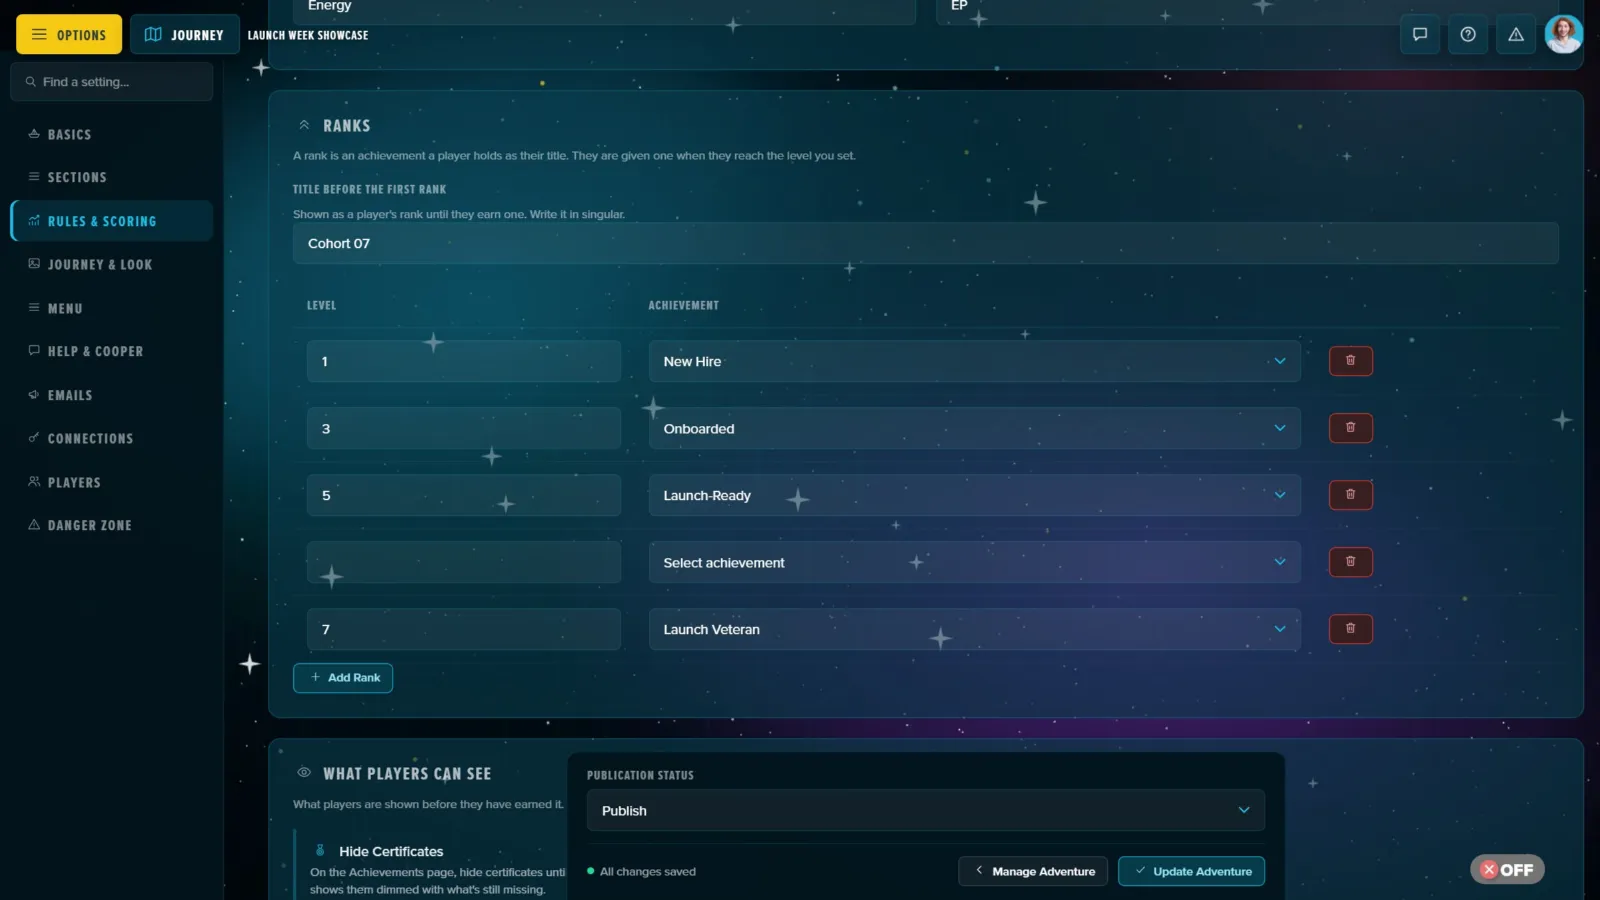 Energy
EP
OPTIONS
JOURNEY
LAUNCH WEEK SHOWCASE
Find a setting...
BASICS
SECTIONS
RULES & SCORING
JOURNEY & LOOK
MENU
HELP & COOPER
EMAILS
CONNECTIONS
PLAYERS
DANGER ZONE
RANKS
A rank is an achievement a player holds as their title. They are given one when they reach the level you set.
TITLE BEFORE THE FIRST RANK
Shown as a player's rank until they earn one. Write it in singular.
Cohort 07
LEVEL
ACHIEVEMENT
1
New Hire
3
Onboarded
5
Launch-Ready
Select achievement
7
Launch Veteran
+ Add Rank
WHAT PLAYERS CAN SEE
What players are shown before they have earned it.
Hide Certificates
On the Achievements page, hide certificates unti
shows them dimmed with what's still missing.
PUBLICATION STATUS
Publish
All changes saved
Manage Adventure
Update Adventure
OFF